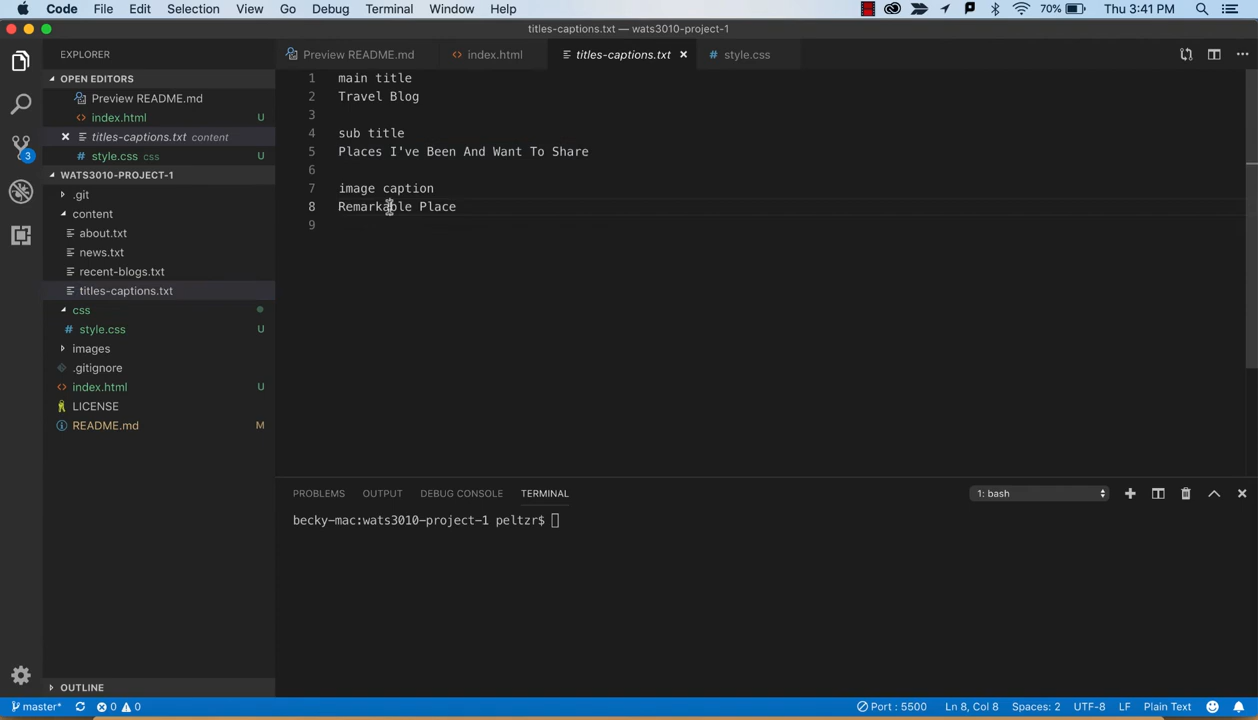 Code File Edit Selection View Go Debug Terminal Window Help 70% Thu 3:41 PM
titles-captions.txt — wats3010-project-1
EXPLORER
Preview README.md index.html titles-captions.txt style.css
OPEN EDITORS
Preview README.md
index.html U
titles-captions.txt content
style.css css U
WATS3010-PROJECT-1
.git
content
about.txt
news.txt
recent-blogs.txt
titles-captions.txt
css
style.css U
images
.gitignore
index.html U
LICENSE
README.md M
OUTLINE
3
1 main title
2 Travel Blog
3
4 sub title
5 Places I've Been And Want To Share
6
7 image caption
8 Remarkable Place
9
PROBLEMS OUTPUT DEBUG CONSOLE TERMINAL 1: bash
becky-mac:wats3010-project-1 peltzr$
master* 0 0 Port : 5500 Ln 8, Col 8 Spaces: 2 UTF-8 LF Plain Text